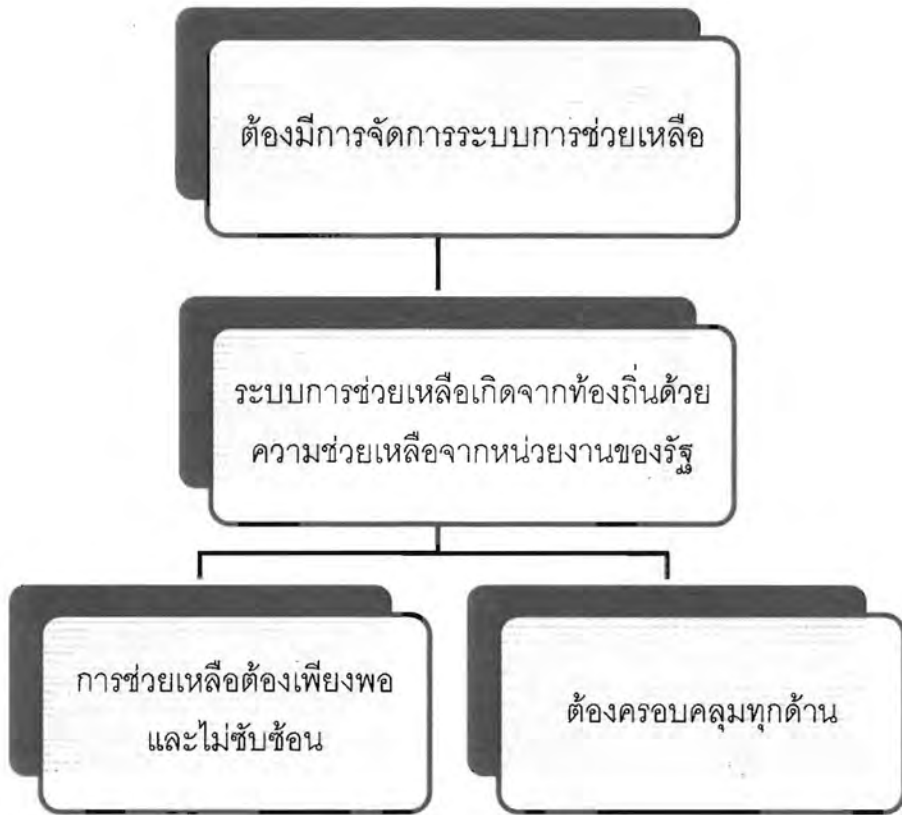 ต้องมีการจัดการระบบการช่วยเหลือ
ระบบการช่วยเหลือเกิดจากท้องถิ่นด้วย
ความช่วยเหลือจากหน่วยงานของรัฐ
การช่วยเหลือต้องเพียงพอ
และไม่ซับซ้อน
ต้องครอบคลุมทุกด้าน